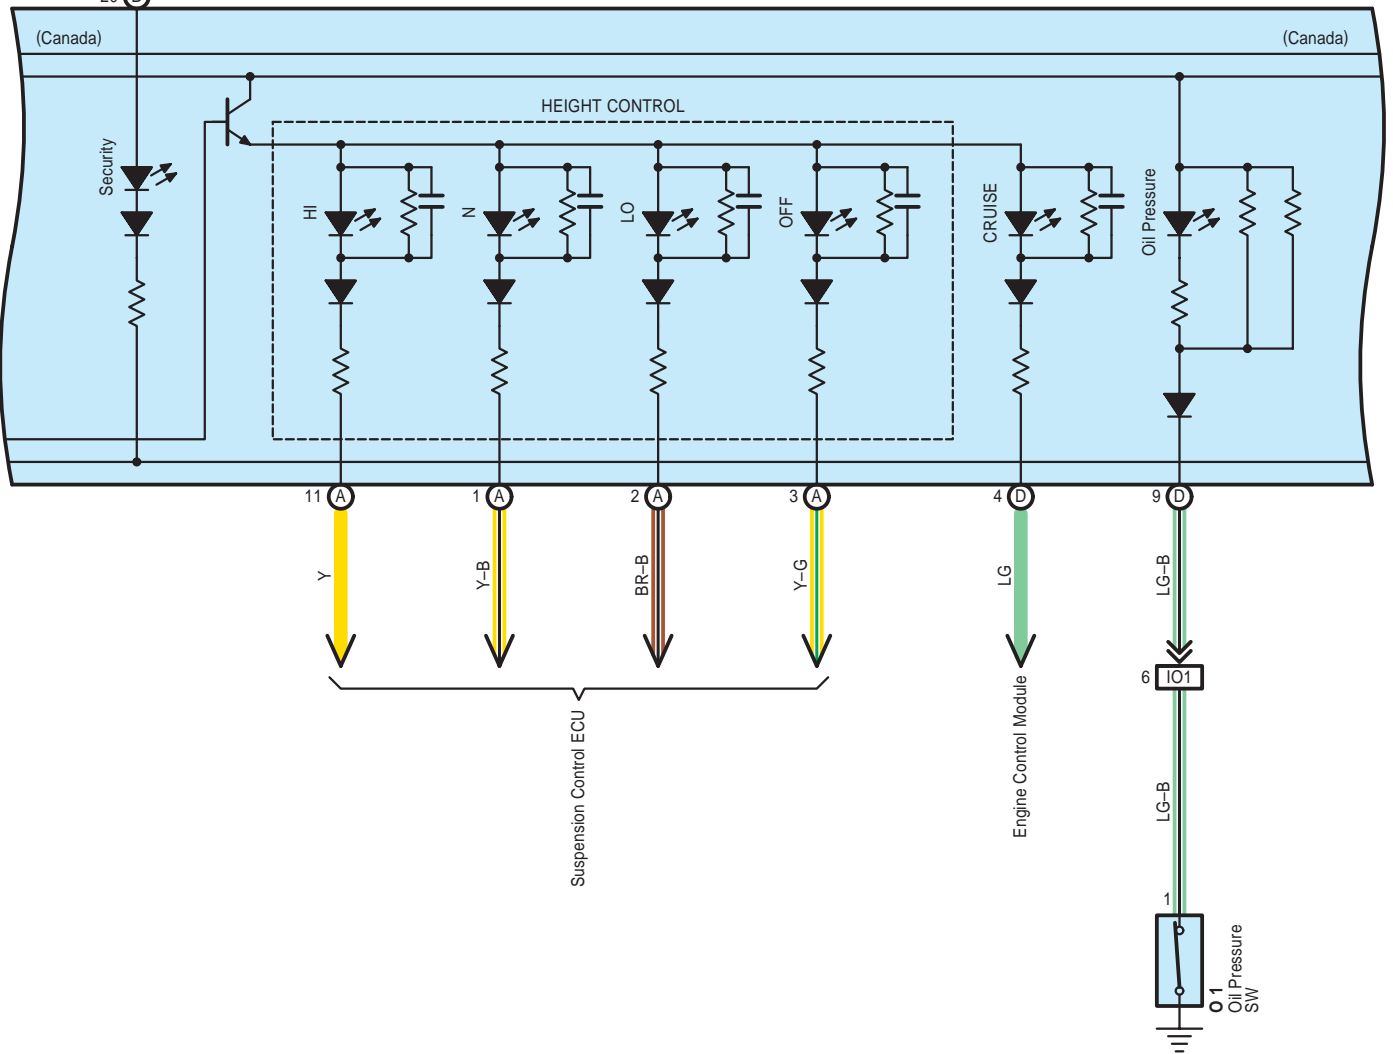 (Canada)
(Canada)
HEIGHT CONTROL
Security
HI
N
LO
OFF
CRUISE
Oil Pressure
11 A
1 A
2 A
3 A
4 D
9 D
Y
Y–B
BR–B
Y–G
LG
LG–B
6 IO1
Suspension Control ECU
Engine Control Module
LG–B
1
O 1
Oil Pressure
SW